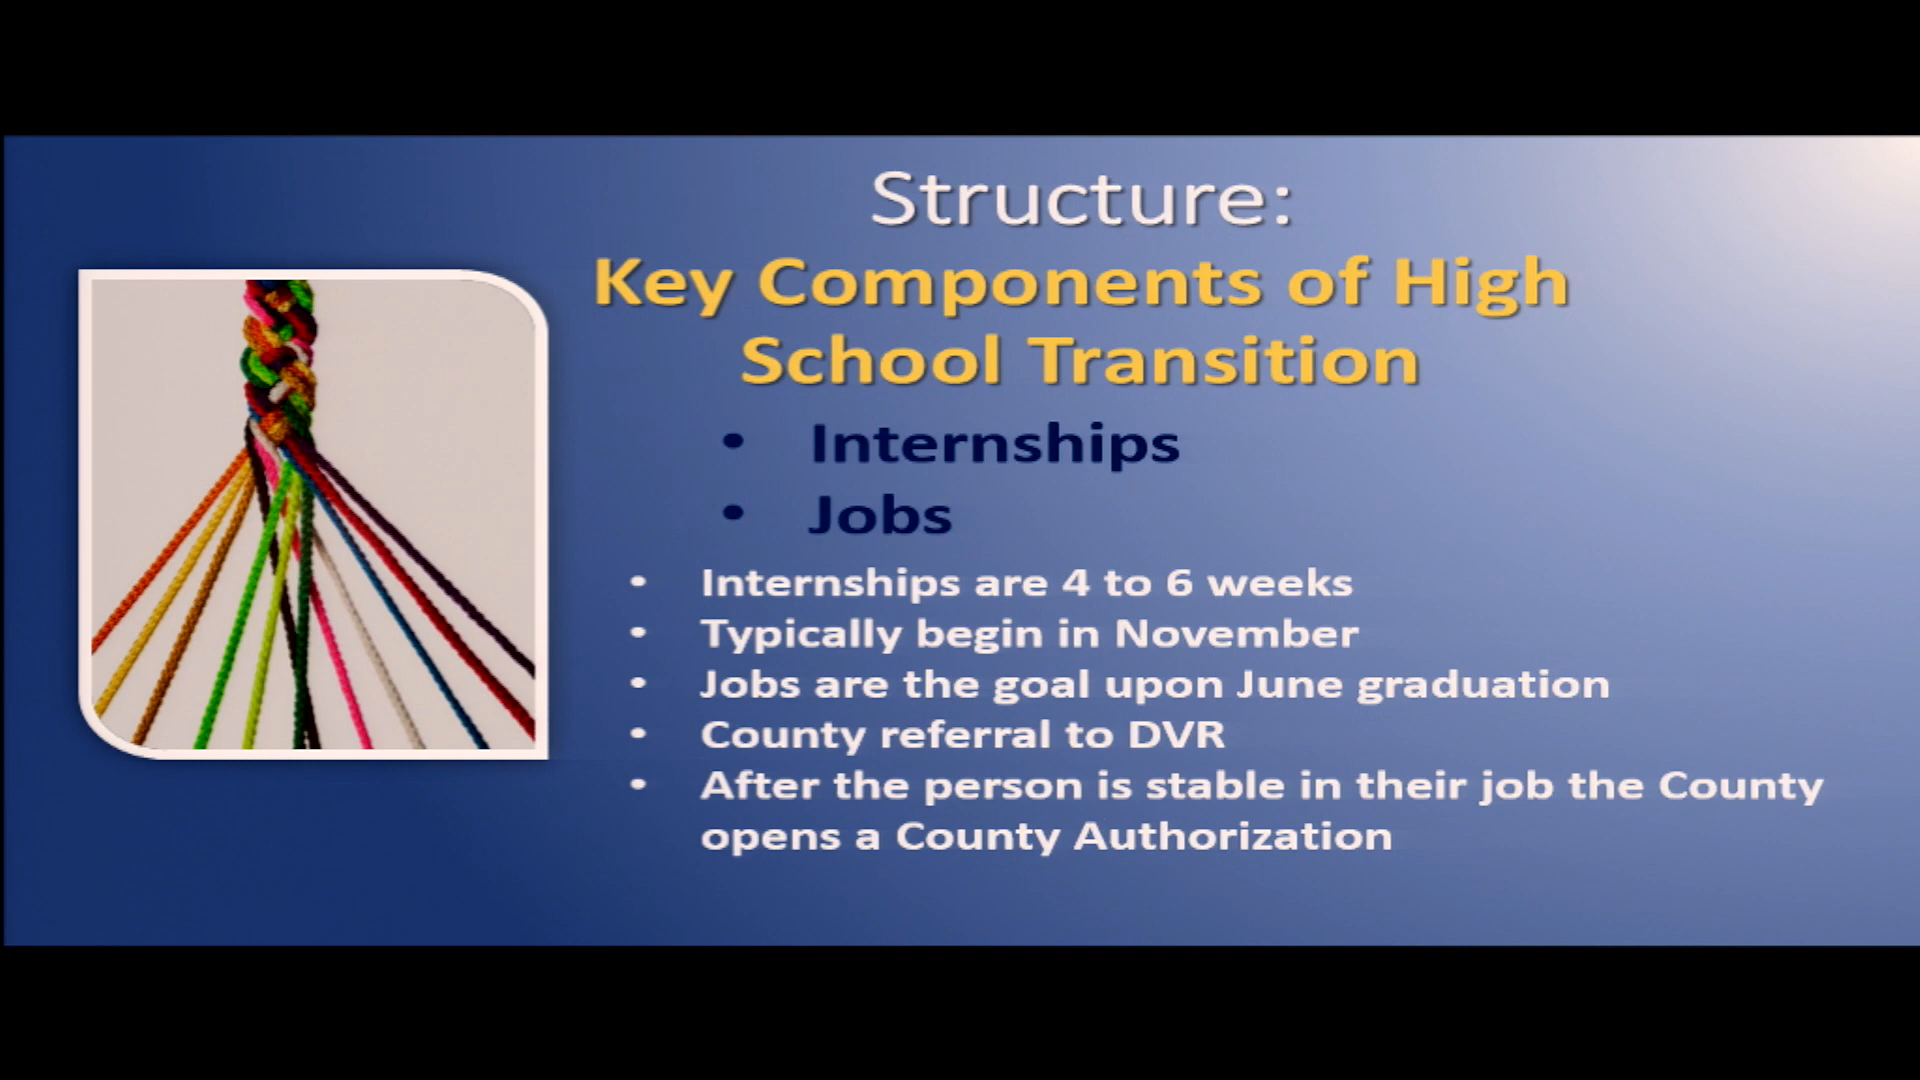 Structure:
Key Components of High
School Transition
• Internships
• Jobs
• Internships are 4 to 6 weeks
• Typically begin in November
• Jobs are the goal upon June graduation
• County referral to DVR
• After the person is stable in their job the County
opens a County Authorization